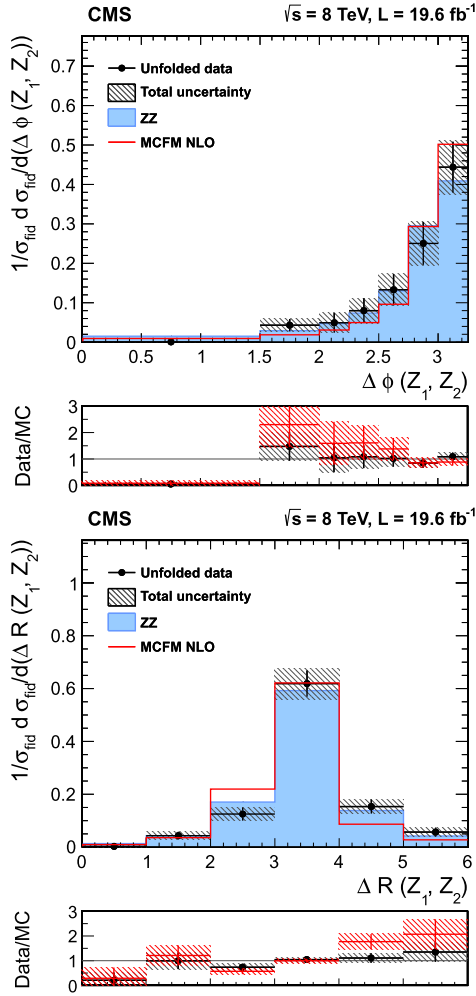 CMS √s = 8 TeV, L = 19.6 fb⁻¹
1/σfid d σfid/d(Δ ϕ (Z1, Z2))
0.7
0.6
0.5
0.4
0.3
0.2
0.1
0
Unfolded data
Total uncertainty
ZZ
MCFM NLO
0 0.5 1 1.5 2 2.5 3
Δ ϕ (Z1, Z2)
Data/MC
3
2
1
0
CMS √s = 8 TeV, L = 19.6 fb⁻¹
1/σfid d σfid/d(Δ R (Z1, Z2))
1
0.8
0.6
0.4
0.2
0
Unfolded data
Total uncertainty
ZZ
MCFM NLO
0 1 2 3 4 5 6
Δ R (Z1, Z2)
Data/MC
3
2
1
0